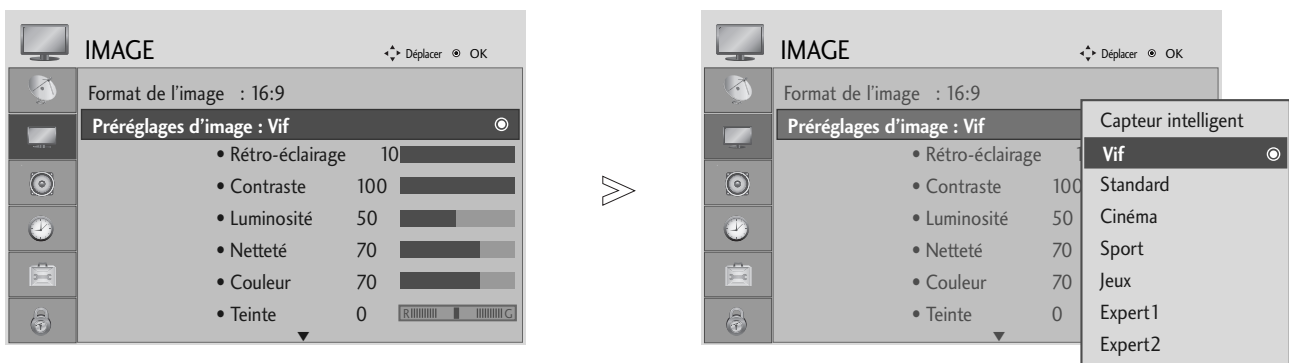 IMAGE
Déplacer OK
Format de l'image : 16:9
Préréglages d'image : Vif
• Rétro-éclairage 10
• Contraste 100
• Luminosité 50
• Netteté 70
• Couleur 70
• Teinte 0 R G
IMAGE
Déplacer OK
Format de l'image : 16:9
Préréglages d'image : Vif
• Rétro-éclairage 1
• Contraste 100
• Luminosité 50
• Netteté 70
• Couleur 70
• Teinte 0
Capteur intelligent
Vif
Standard
Cinéma
Sport
Jeux
Expert1
Expert2